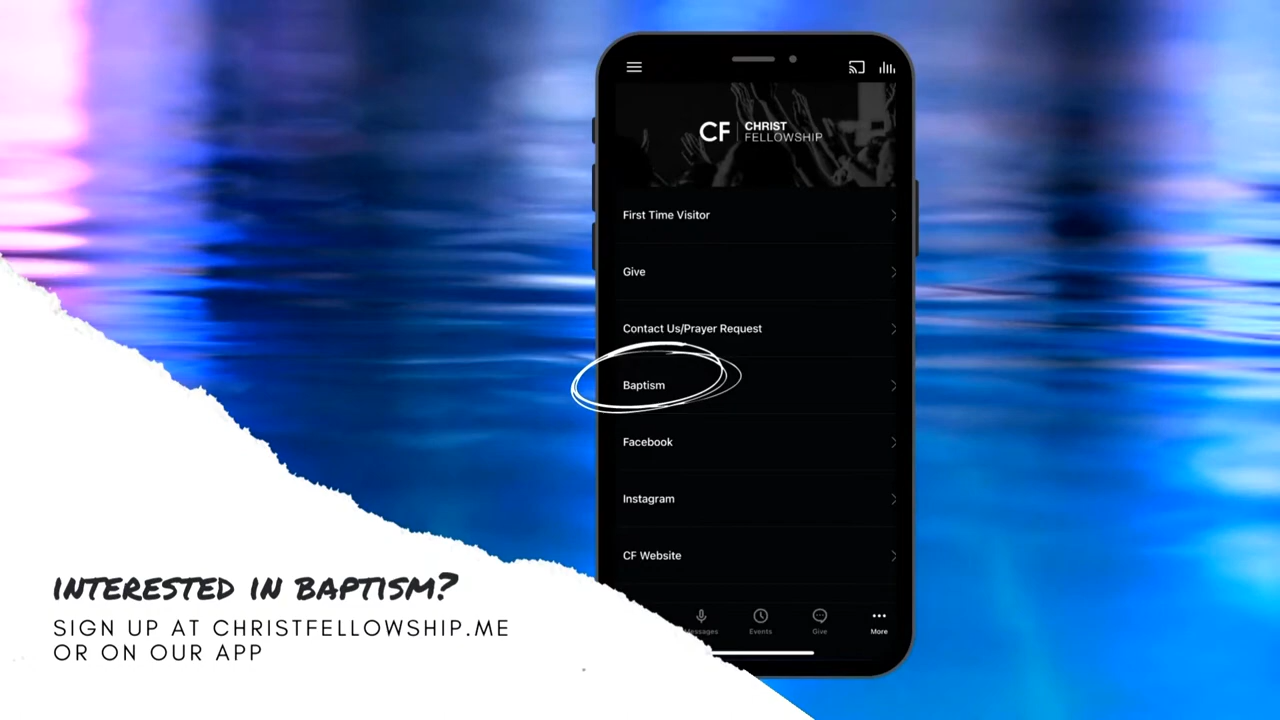 CF CHRIST
FELLOWSHIP
First Time Visitor
Give
Contact Us/Prayer Request
Baptism
Facebook
Instagram
CF Website
Messages Events Give More
INTERESTED IN BAPTISM?
SIGN UP AT CHRISTFELLOWSHIP.ME
OR ON OUR APP